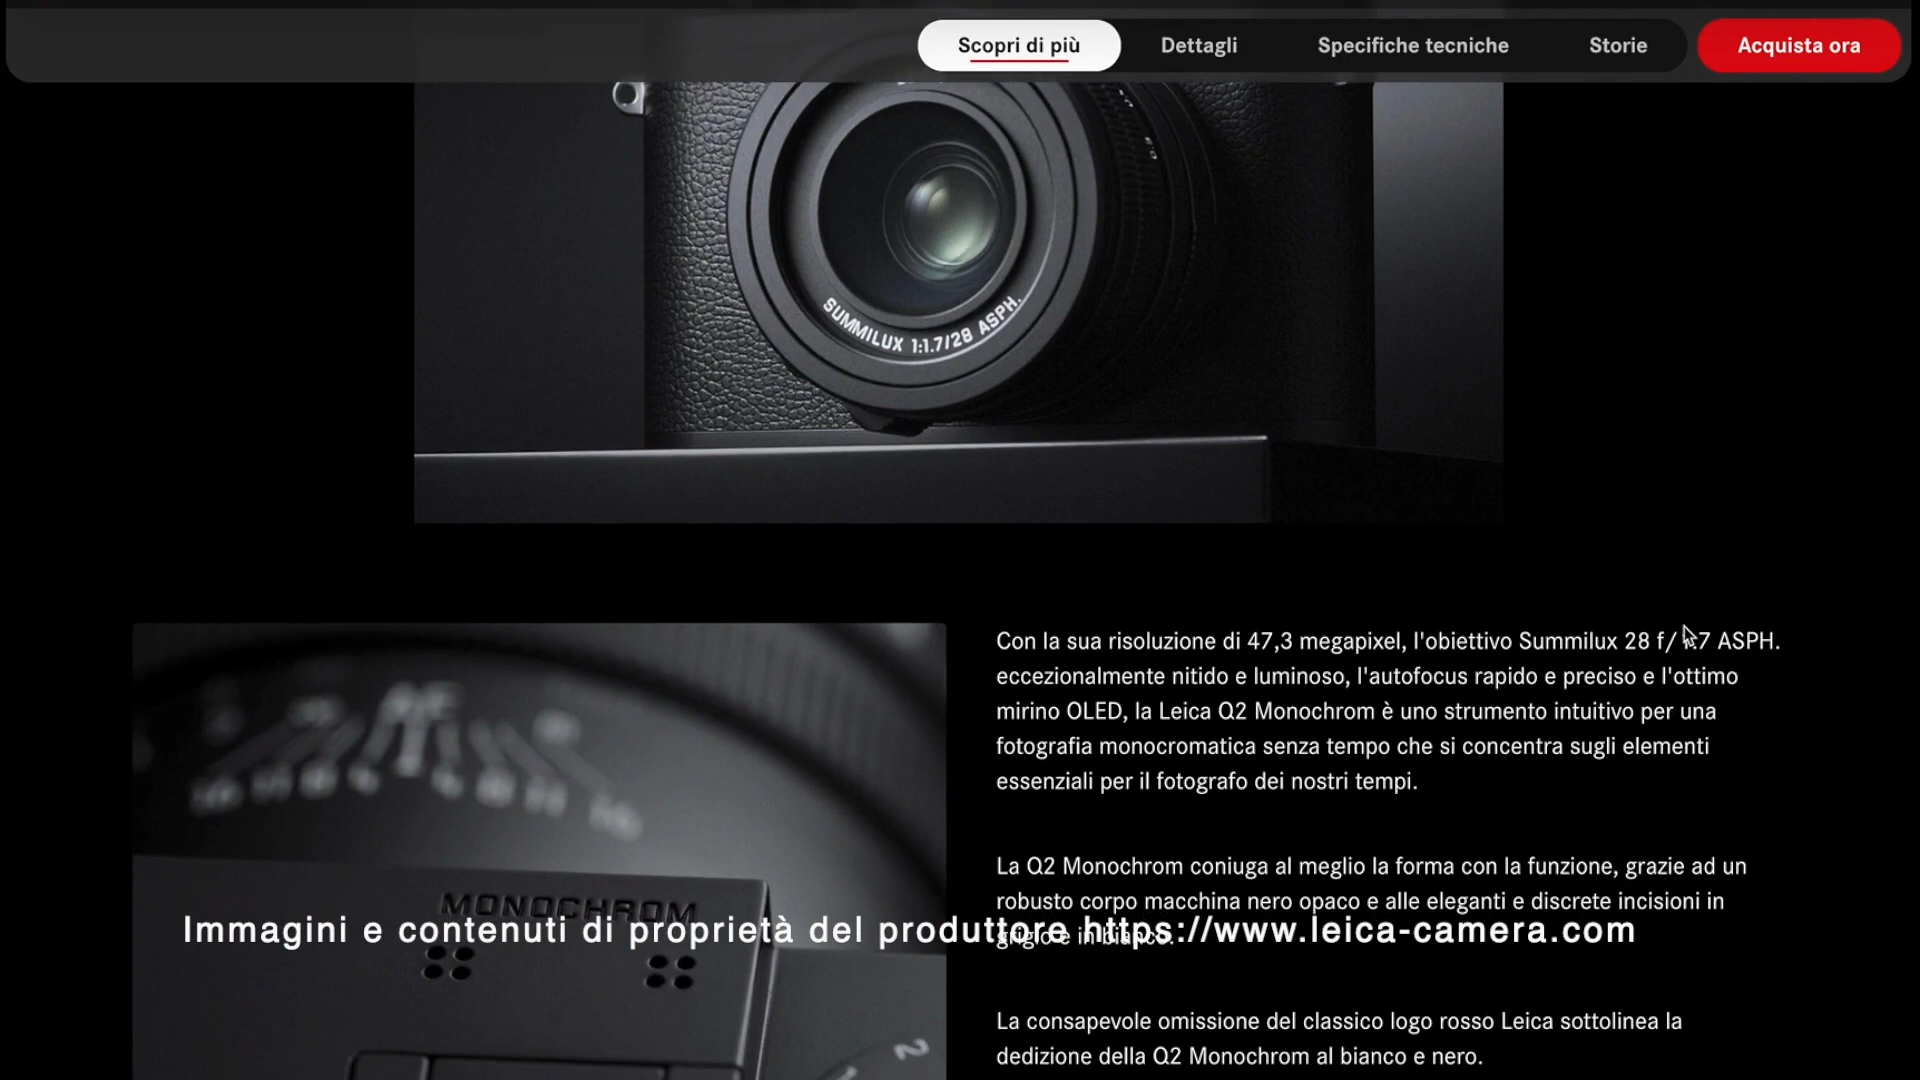 Scopri di più
Dettagli
Specifiche tecniche
Storie
Acquista ora
SUMMILUX 1:1.7/28 ASPH.
Con la sua risoluzione di 47,3 megapixel, l'obiettivo Summilux 28 f/1.7 ASPH.
eccezionalmente nitido e luminoso, l'autofocus rapido e preciso e l'ottimo
mirino OLED, la Leica Q2 Monochrom è uno strumento intuitivo per una
fotografia monocromatica senza tempo che si concentra sugli elementi
essenziali per il fotografo dei nostri tempi.
La Q2 Monochrom coniuga al meglio la forma con la funzione, grazie ad un
robusto corpo macchina nero opaco e alle eleganti e discrete incisioni in
grigio e in bianco.
MONOCHROM
Immagini e contenuti di proprietà del produttore https://www.leica-camera.com
La consapevole omissione del classico logo rosso Leica sottolinea la
dedizione della Q2 Monochrom al bianco e nero.
2